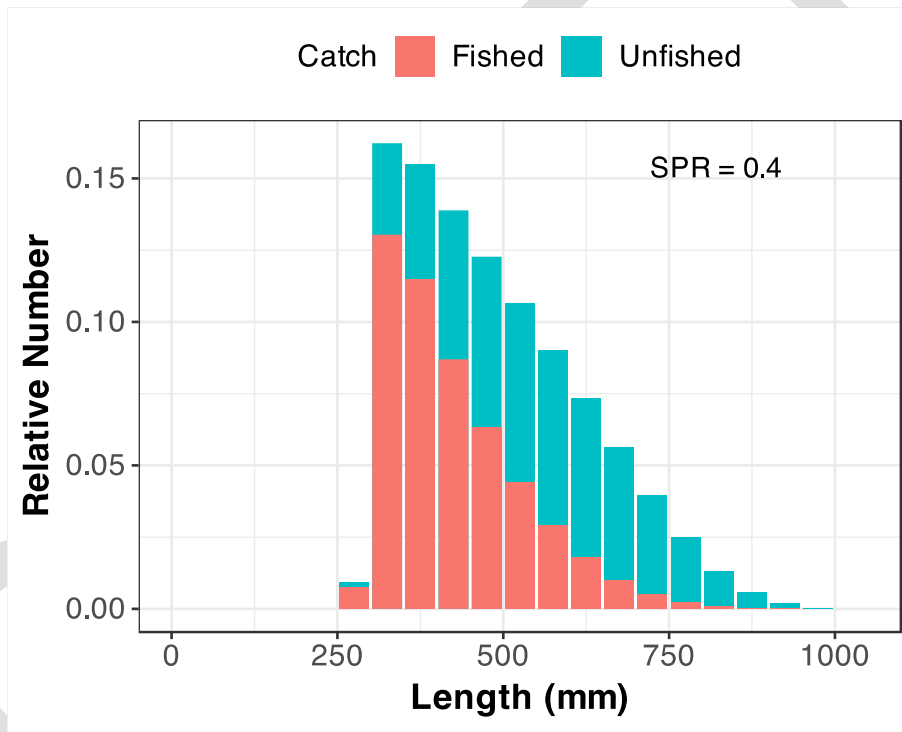 Catch Fished Unfished
SPR = 0.4
0.15
0.10
0.05
0.00
Relative Number
0 250 500 750 1000
Length (mm)